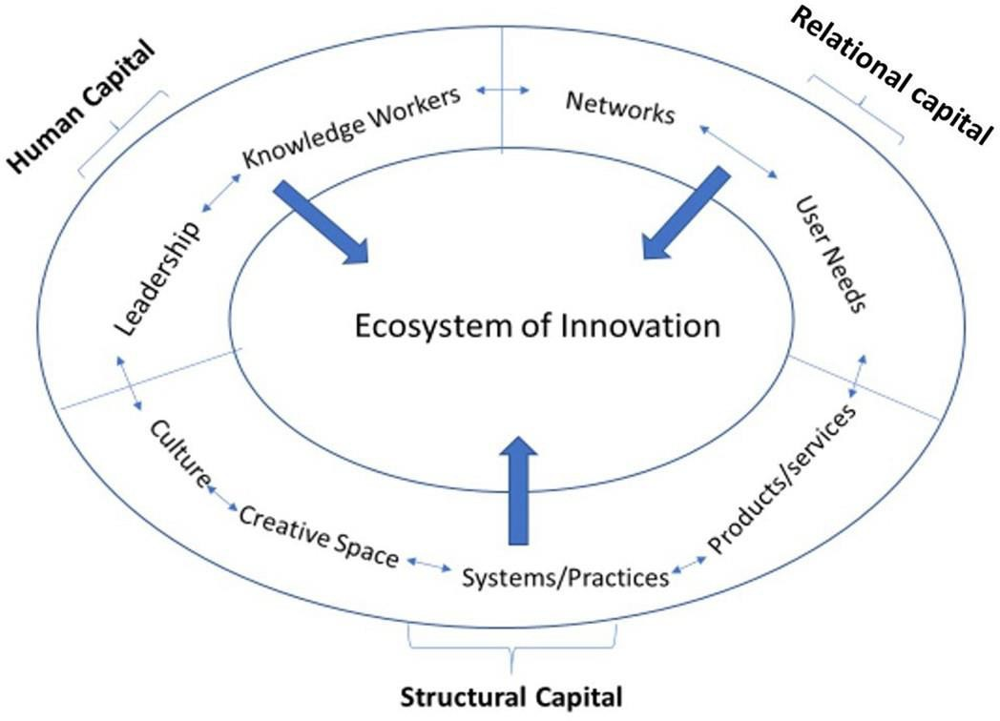 Human Capital
Relational capital
Knowledge Workers
Networks
Leadership
User Needs
Ecosystem of Innovation
Culture
Products/services
Creative Space
Systems/Practices
Structural Capital